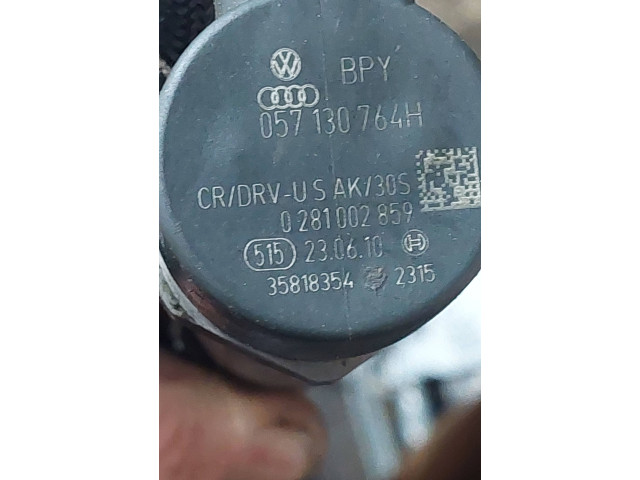 BPY
057 130 764H
CR/DRV-U S AK/30S
0 281 002 859
515 23.06.10
35818354 2315